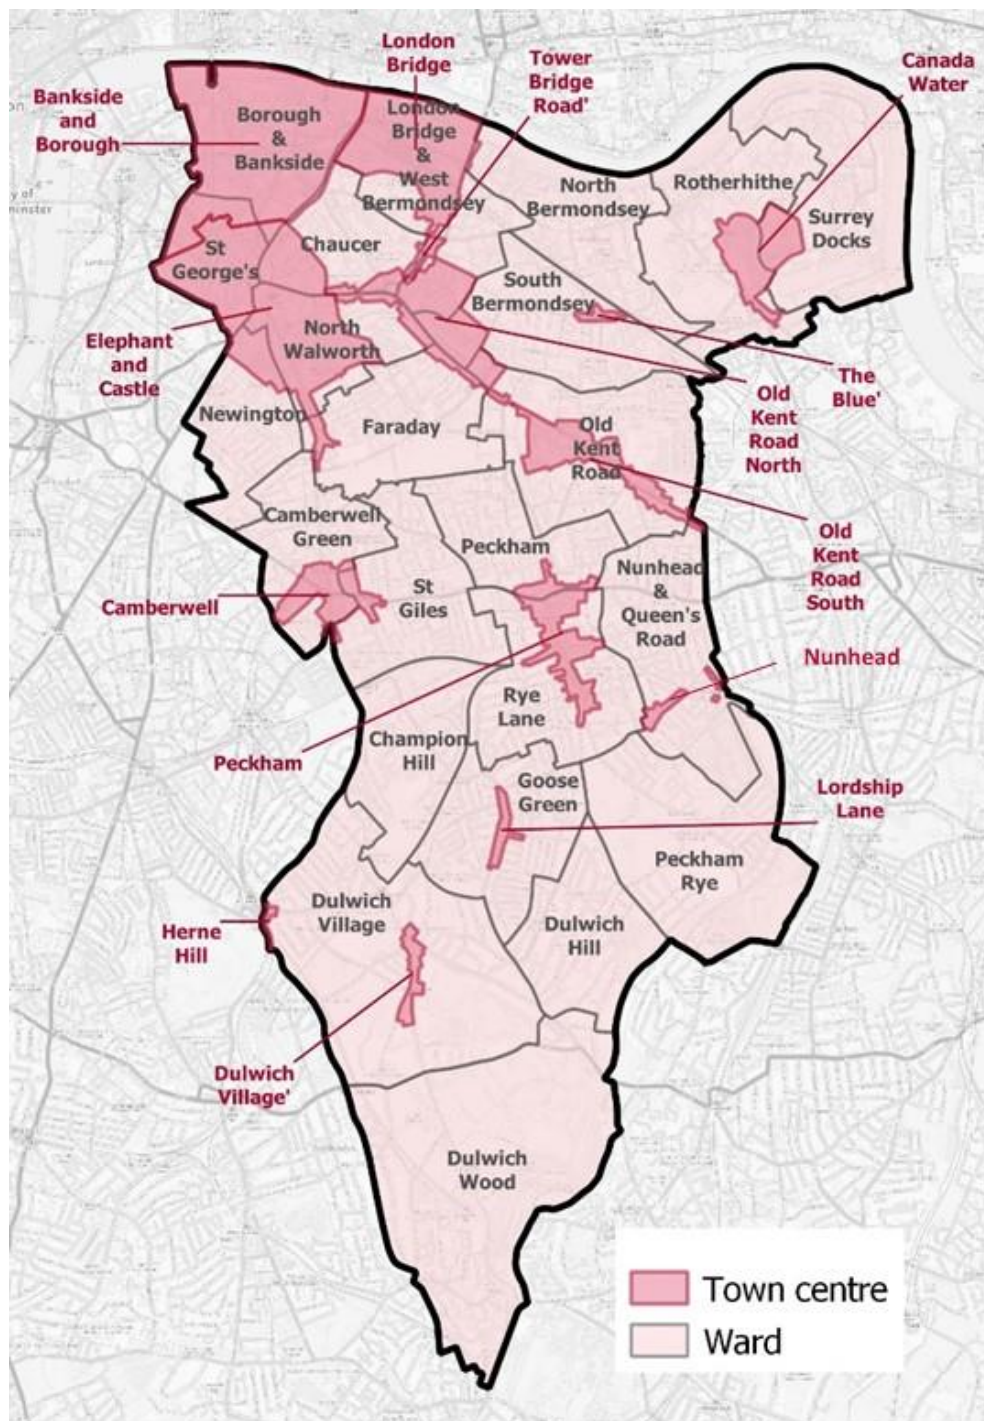 London
Bridge
Tower
Bridge
Road'
Canada
Water
Bankside
and
Borough
Borough
&
Bankside
London
Bridge
&
West
Bermondsey
North
Bermondsey
Rotherhithe
Surrey
Docks
St
George's
Chaucer
South
Bermondsey
Elephant
and
Castle
North
Walworth
The
Blue'
Old
Kent
Road
North
Newington
Faraday
Old
Kent
Road
Camberwell
Green
Peckham
Old
Kent
Road
South
Nunhead
&
Queen's
Road
St
Giles
Camberwell
Nunhead
Rye
Lane
Champion
Hill
Peckham
Goose
Green
Lordship
Lane
Peckham
Rye
Dulwich
Village
Dulwich
Hill
Herne
Hill
Dulwich
Village'
Dulwich
Wood
Town centre
Ward